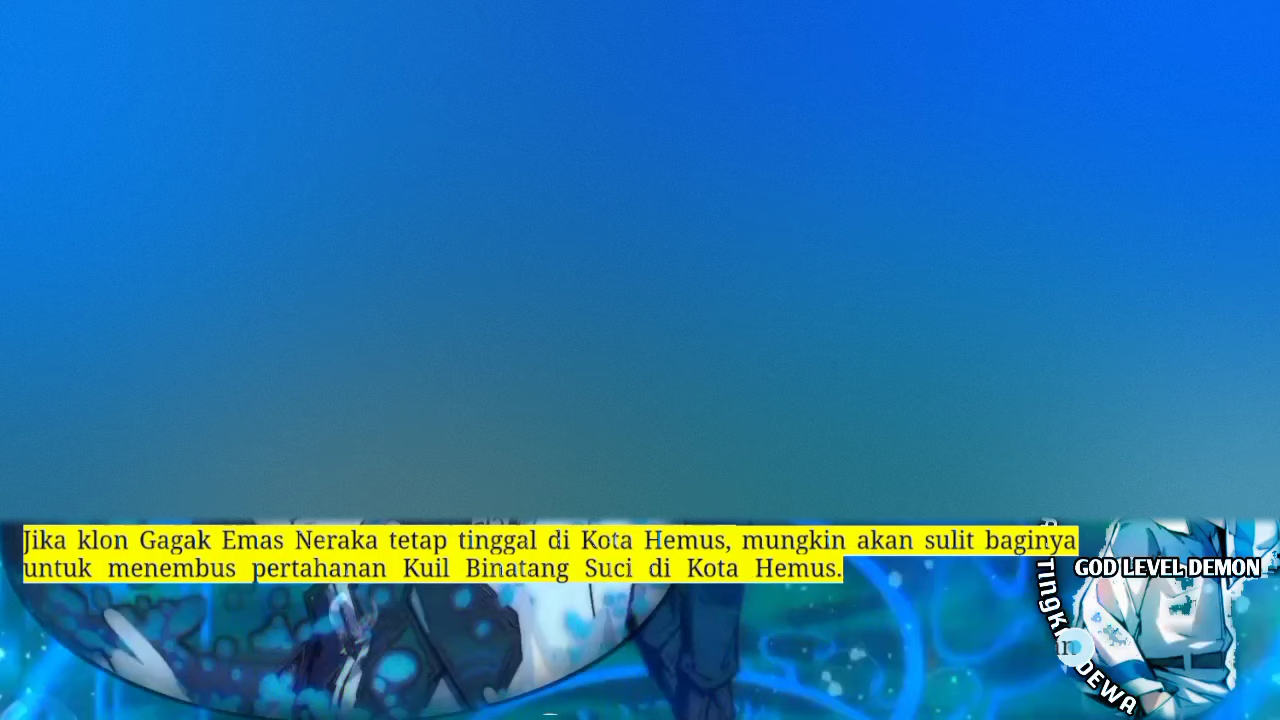 Jika klon Gagak Emas Neraka tetap tinggal di Kota Hemus, mungkin akan sulit baginya
untuk menembus pertahanan Kuil Binatang Suci di Kota Hemus.
GOD LEVEL DEMON
DEWA